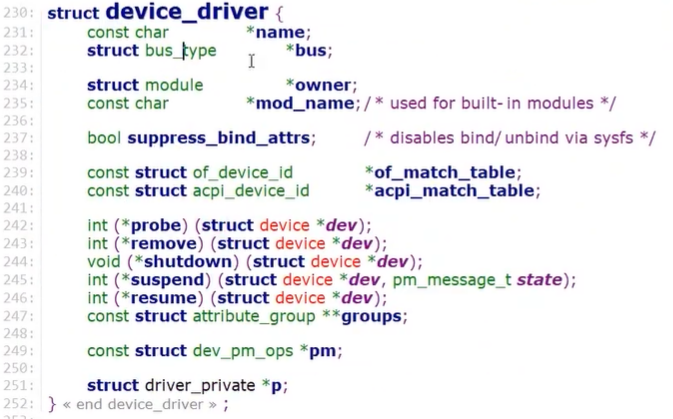 230: struct device_driver {
231: const char *name;
232: struct bus_type *bus;
233:
234: struct module *owner;
235: const char *mod_name; /* used for built-in modules */
236:
237: bool suppress_bind_attrs; /* disables bind/unbind via sysfs */
238:
239: const struct of_device_id *of_match_table;
240: const struct acpi_device_id *acpi_match_table;
241:
242: int (*probe) (struct device *dev);
243: int (*remove) (struct device *dev);
244: void (*shutdown) (struct device *dev);
245: int (*suspend) (struct device *dev, pm_message_t state);
246: int (*resume) (struct device *dev);
247: const struct attribute_group **groups;
248:
249: const struct dev_pm_ops *pm;
250:
251: struct driver_private *p;
252: } « end device_driver » ;